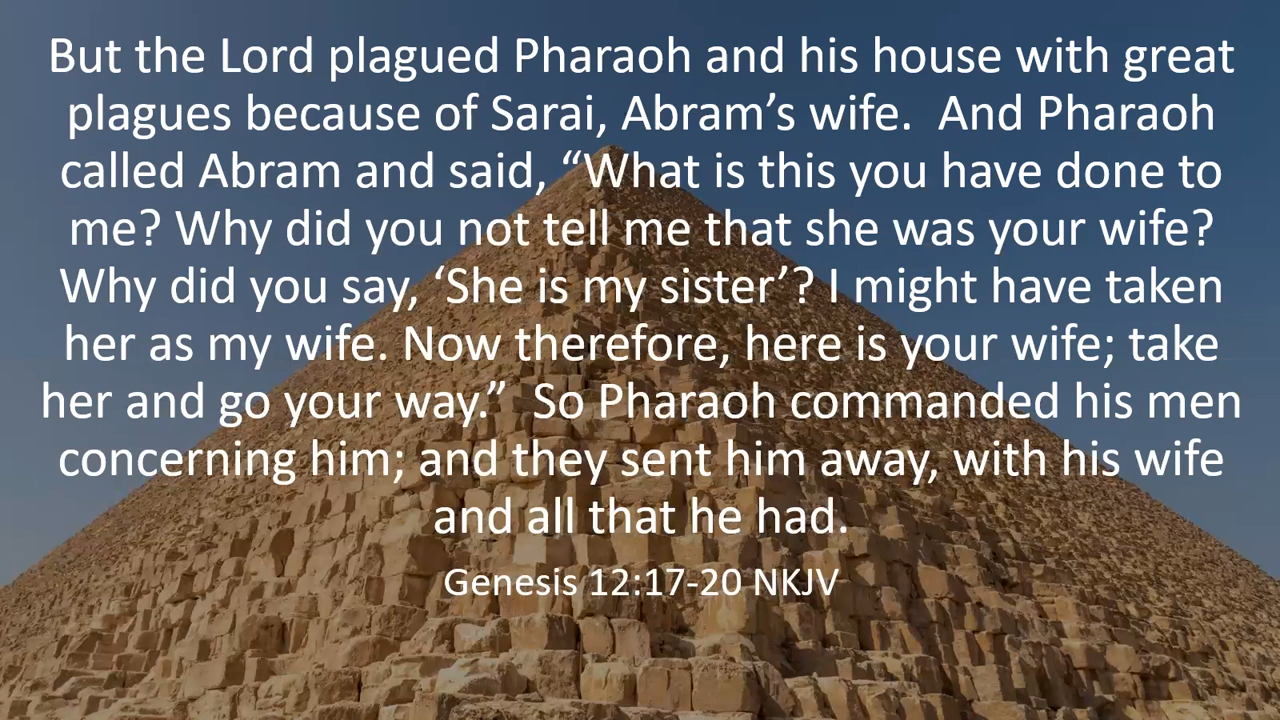 But the Lord plagued Pharaoh and his house with great
plagues because of Sarai, Abram’s wife.  And Pharaoh
called Abram and said, “What is this you have done to
me? Why did you not tell me that she was your wife?
Why did you say, ‘She is my sister’? I might have taken
her as my wife. Now therefore, here is your wife; take
her and go your way.”  So Pharaoh commanded his men
concerning him; and they sent him away, with his wife
and all that he had.
Genesis 12:17-20 NKJV